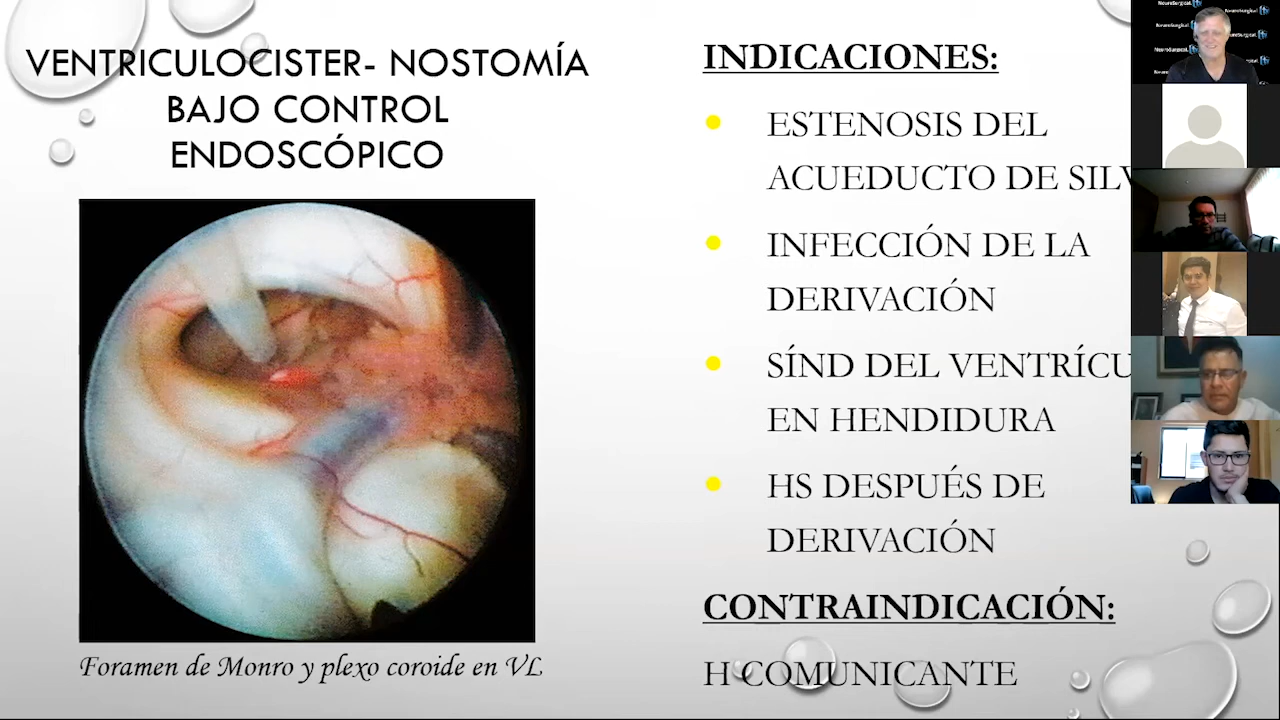 VENTRICULOCISTER- NOSTOMÍA
BAJO CONTROL
ENDOSCÓPICO
Foramen de Monro y plexo coroide en VL
INDICACIONES:
ESTENOSIS DEL
ACUEDUCTO DE
INFECCIÓN DE LA
DERIVACIÓN
SÍND DEL
EN HENDIDURA
HS DESPUÉS DE
DERIVACIÓN
CONTRAINDICACIÓN:
H COMUNICANTE